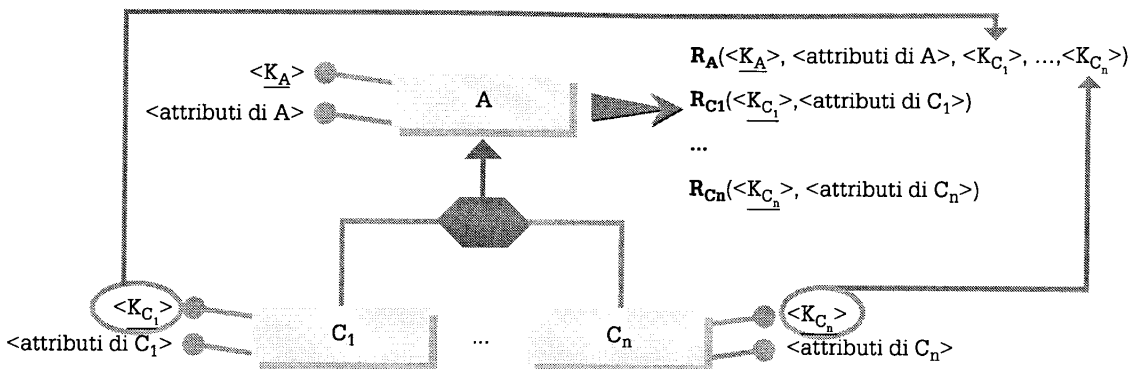 R_A(<K_A>, <attributi di A>, <K_C₁>, ...,<K_Cₙ>)
<K_A>
A
<attributi di A>
R_C1(<K_C₁>,<attributi di C₁>)
...
R_Cn(<K_Cₙ>, <attributi di Cₙ>)
<K_C₁>
<attributi di C₁>
C₁
...
Cₙ
<K_Cₙ>
<attributi di Cₙ>